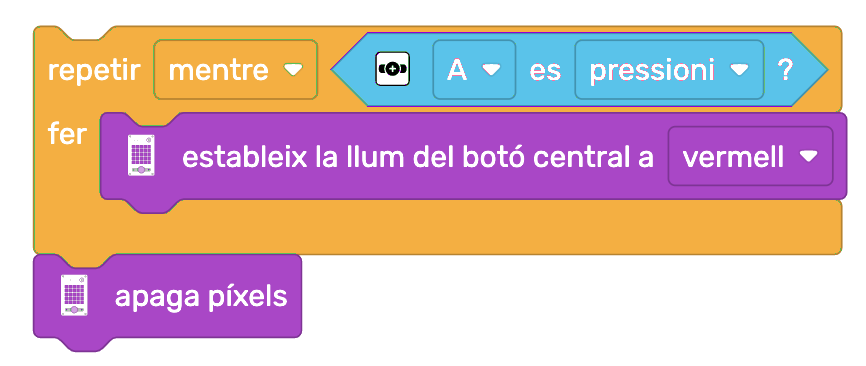 repetir mentre A es pressioni ?
fer
estableix la llum del botó central a vermell
apaga píxels